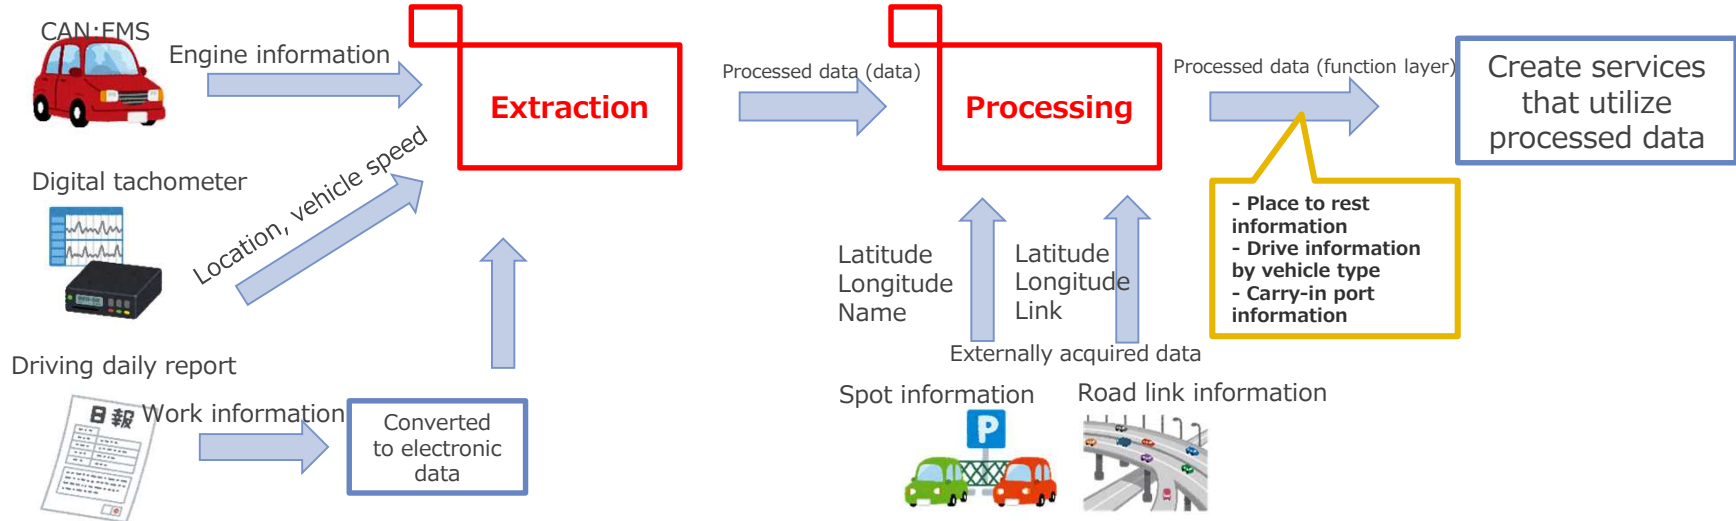 CAN:FMS
Engine information
Extraction
Processed data (data)
Processing
Processed data (function layer)
Create services
that utilize
processed data
Digital tachometer
Location, vehicle speed
- Place to rest
information
- Drive information
by vehicle type
- Carry-in port
information
Latitude
Longitude
Name
Latitude
Longitude
Link
Externally acquired data
Driving daily report
日報
Work information
Converted
to electronic
data
Spot information
P
Road link information